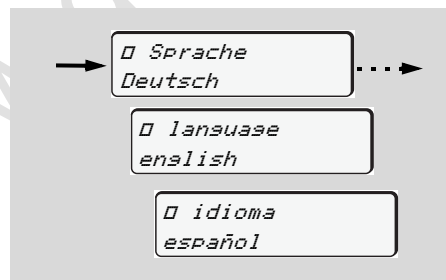 □ Sprache
Deutsch
□ language
english
□ idioma
español